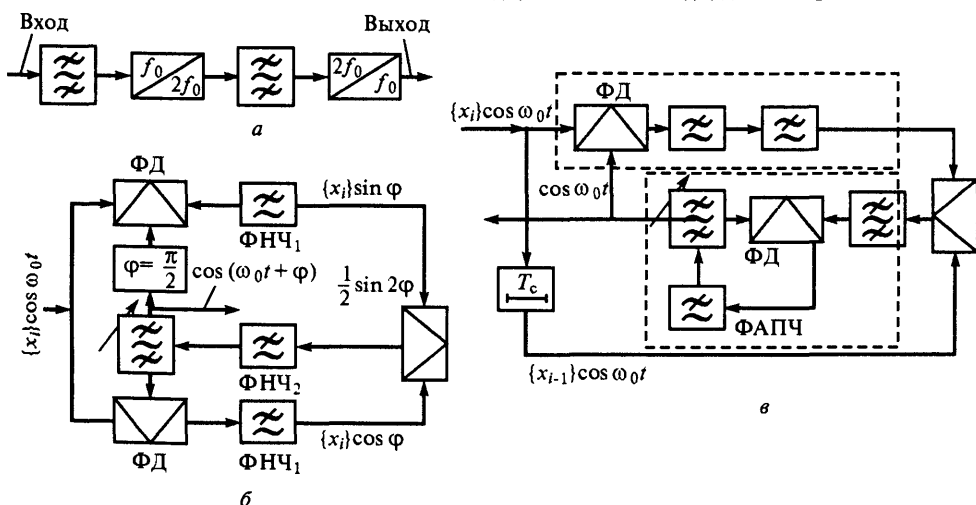 Вход
Выход
f₀
2f₀
2f₀
f₀
а
ФД
{xᵢ}sin φ
ФНЧ₁
φ= π/2
cos (ω₀t + φ)
1/2 sin 2φ
{xᵢ}cos ω₀t
ФНЧ₂
ФД
ФНЧ₁
{xᵢ}cos φ
б
{xᵢ}cos ω₀t
ФД
cos ω₀t
ФД
Tс
ФАПЧ
{xᵢ₋₁}cos ω₀t
в